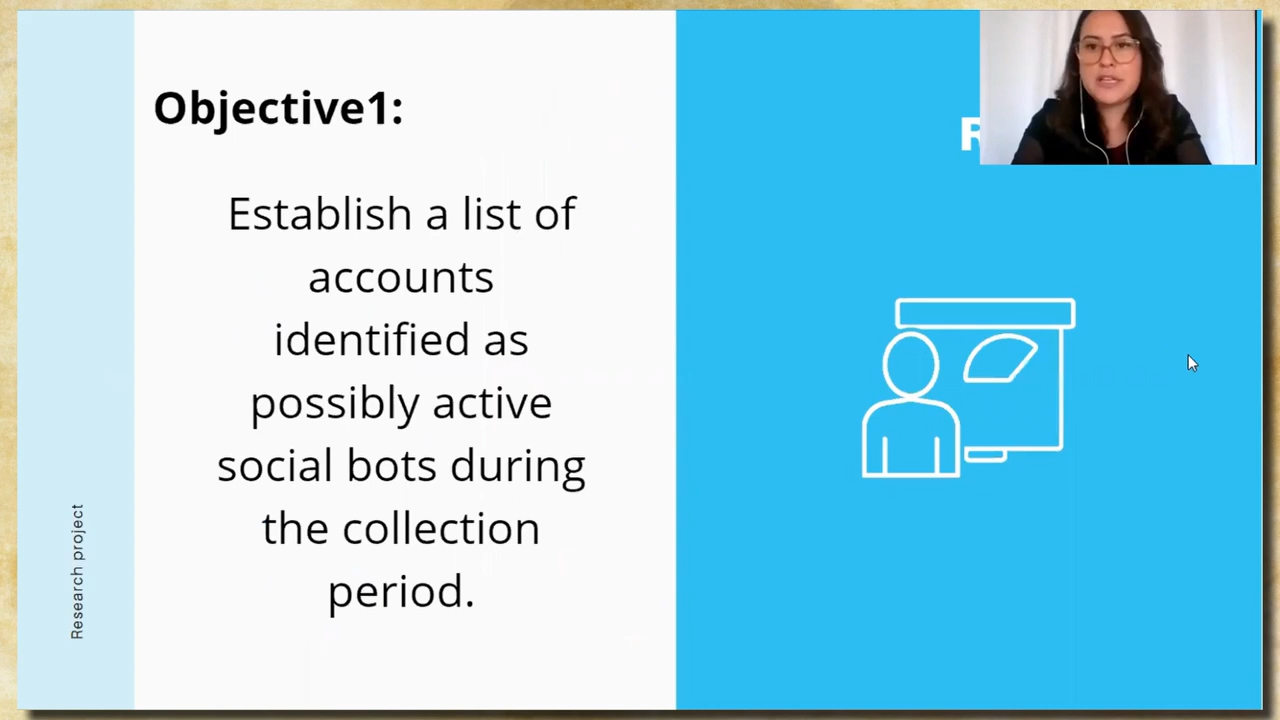 Objective1:
Establish a list of
accounts
identified as
possibly active
social bots during
the collection
period.
Research project